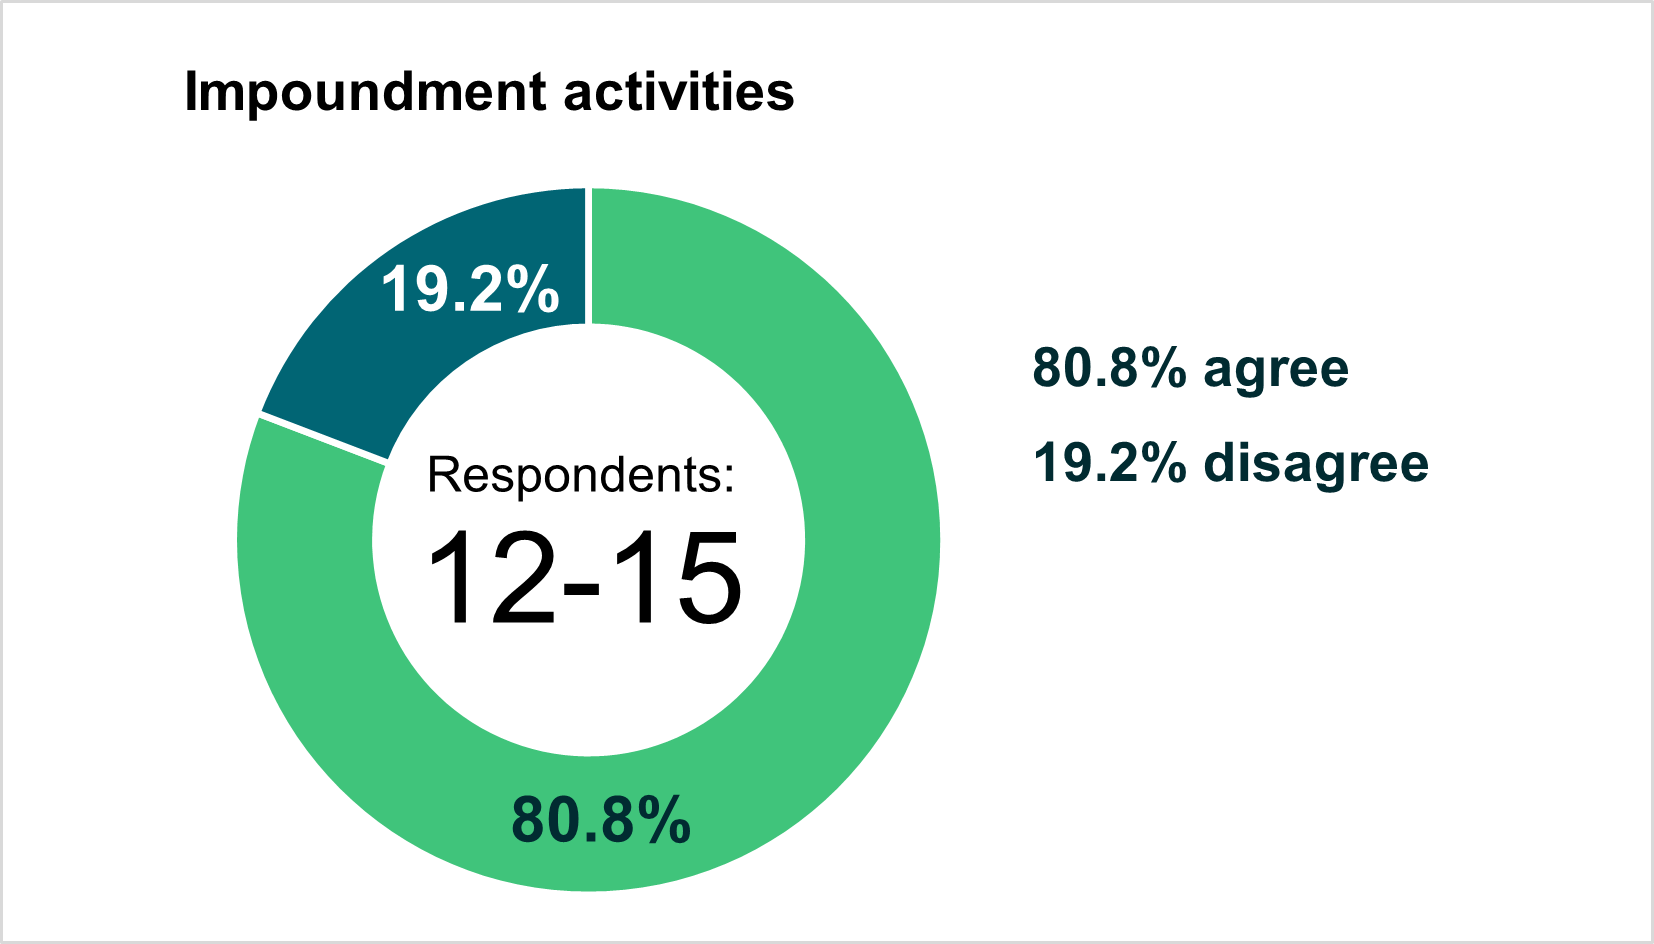 Impoundment activities
19.2%
80.8% agree
19.2% disagree
Respondents:
12-15
80.8%